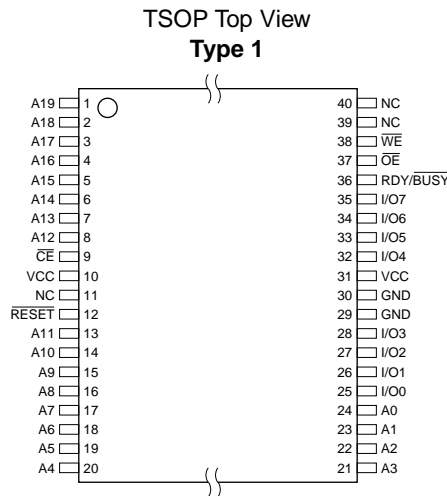 TSOP Top View
Type 1
A19 1 40 NC
A18 2 39 NC
A17 3 38 WE
A16 4 37 OE
A15 5 36 RDY/BUSY
A14 6 35 I/O7
A13 7 34 I/O6
A12 8 33 I/O5
CE 9 32 I/O4
VCC 10 31 VCC
NC 11 30 GND
RESET 12 29 GND
A11 13 28 I/O3
A10 14 27 I/O2
A9 15 26 I/O1
A8 16 25 I/O0
A7 17 24 A0
A6 18 23 A1
A5 19 22 A2
A4 20 21 A3